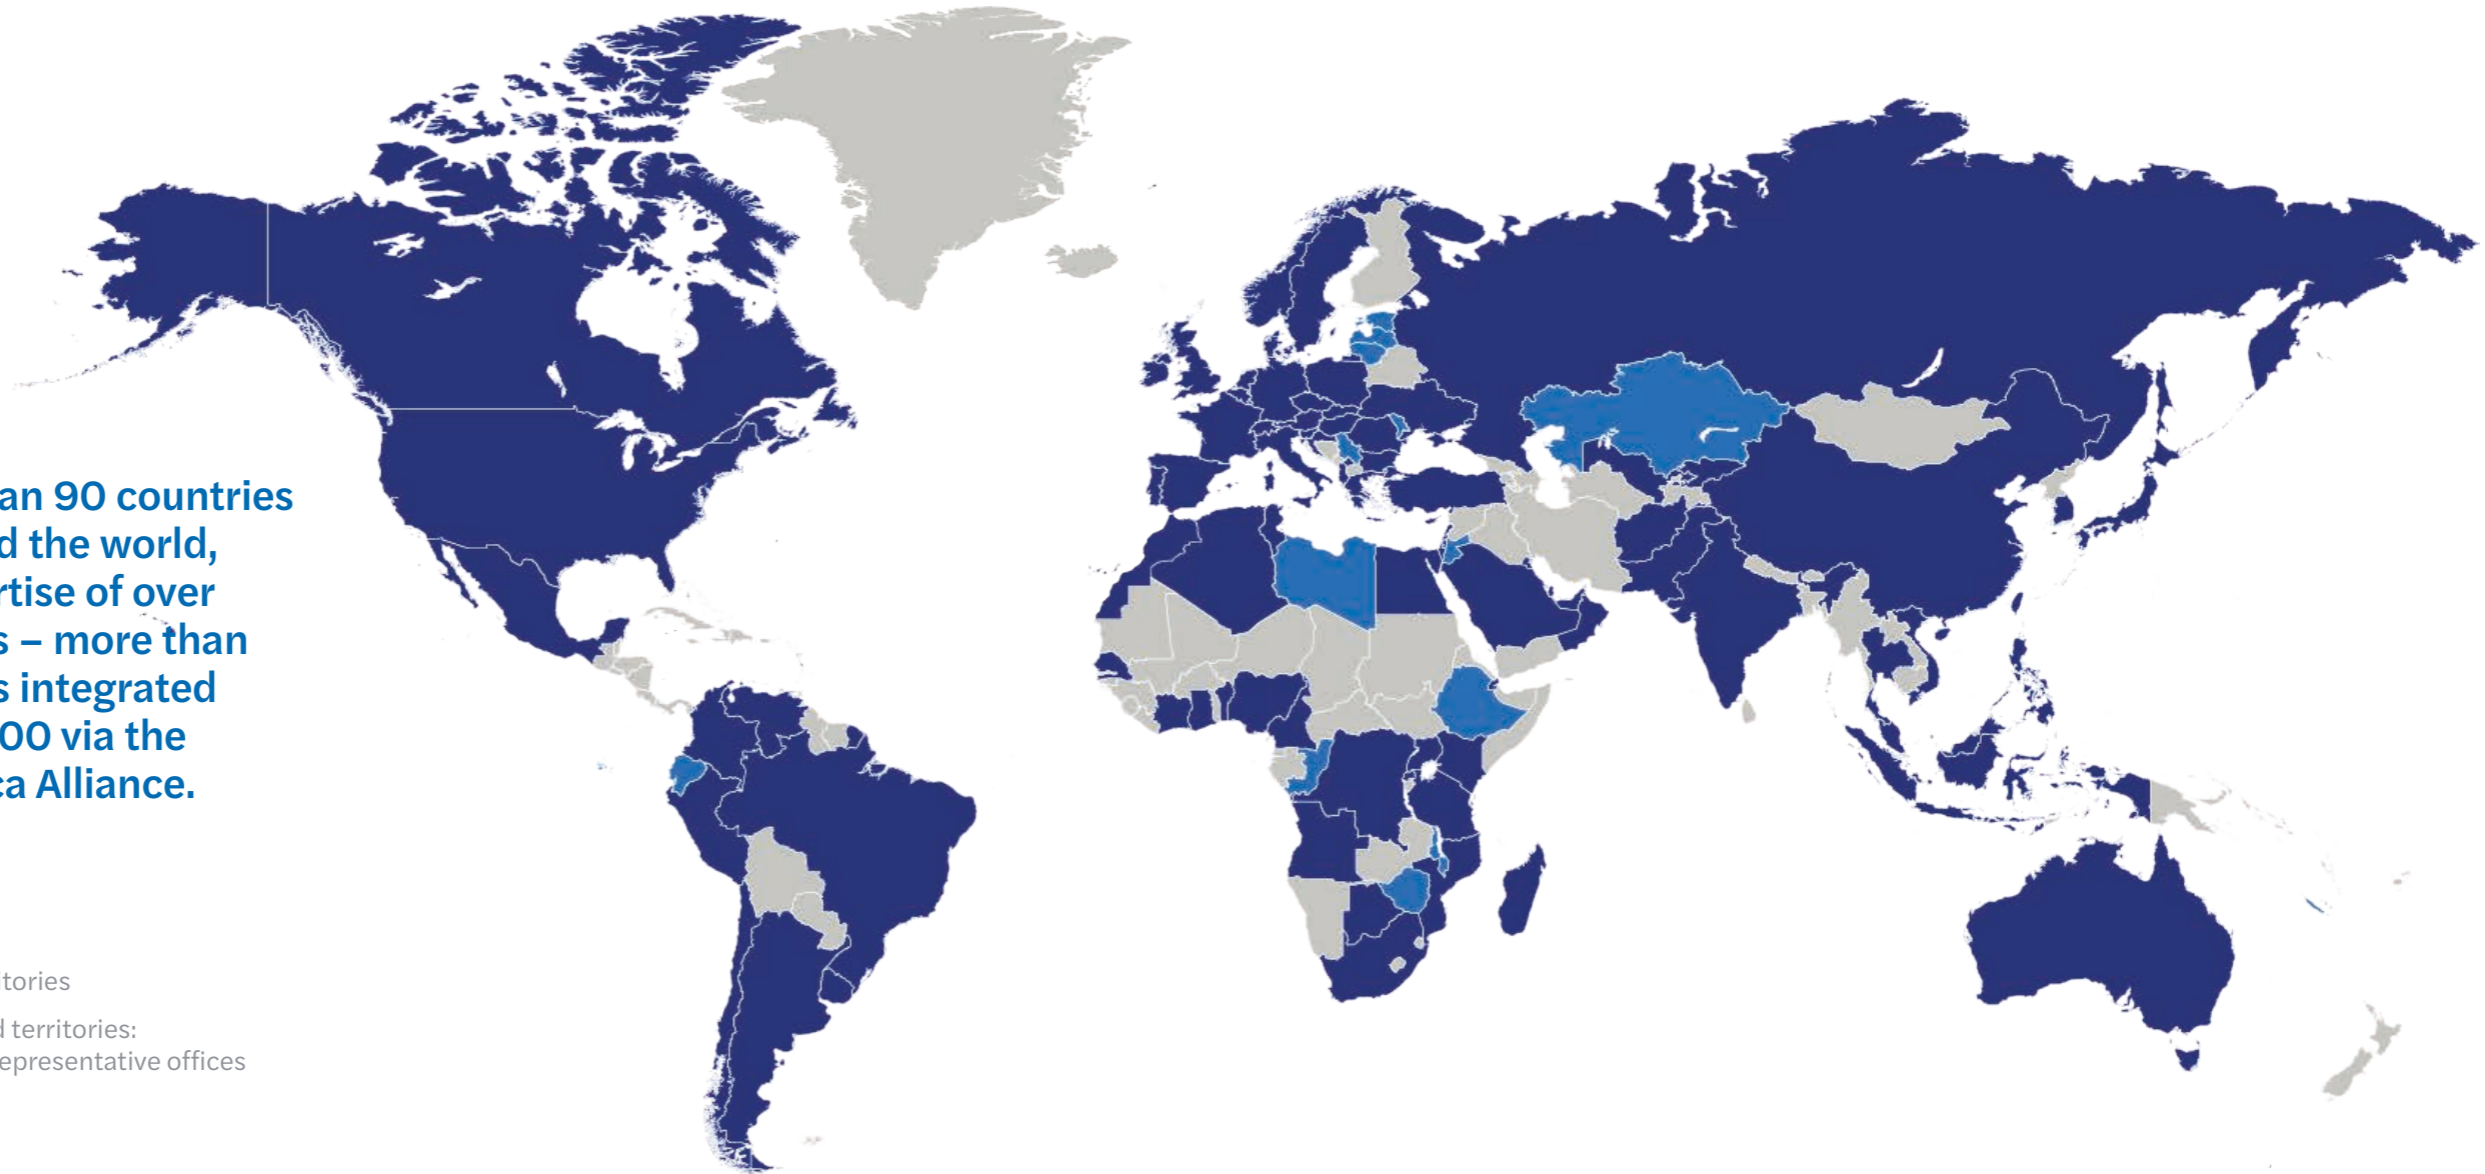 an 90 countries
d the world,
rtise of over
s – more than
s integrated
00 via the
ca Alliance.
itories
d territories:
epresentative offices